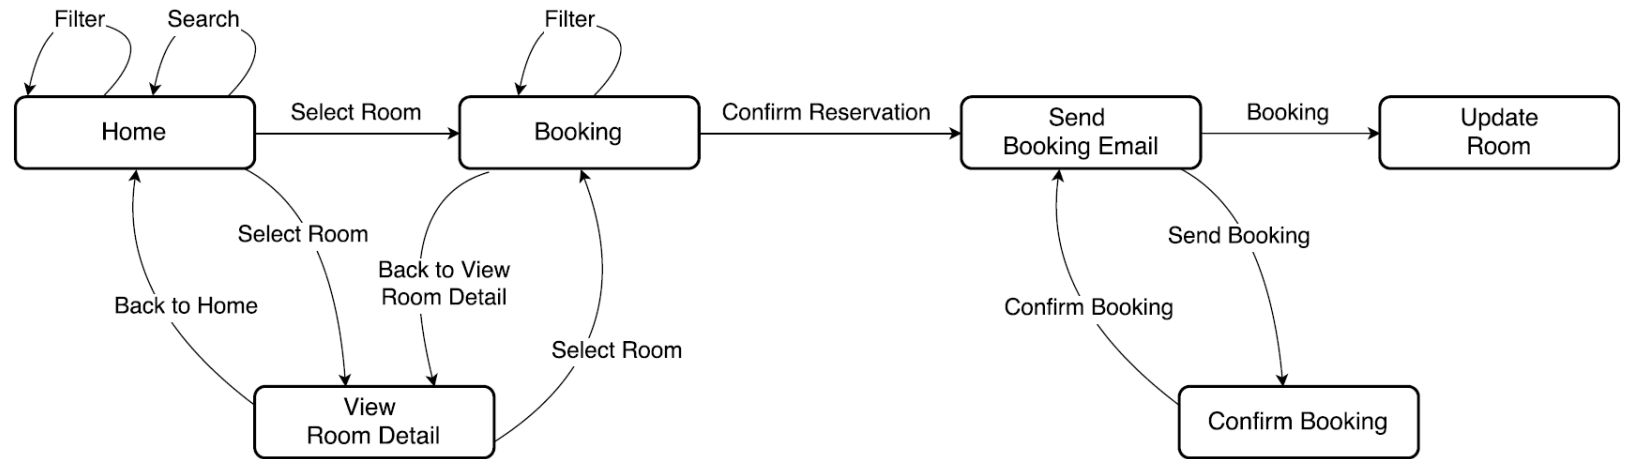 Filter
Search
Filter
Home
Select Room
Booking
Confirm Reservation
Send
Booking Email
Booking
Update
Room
Select Room
Back to View
Room Detail
Back to Home
Select Room
Send Booking
Confirm Booking
View
Room Detail
Confirm Booking